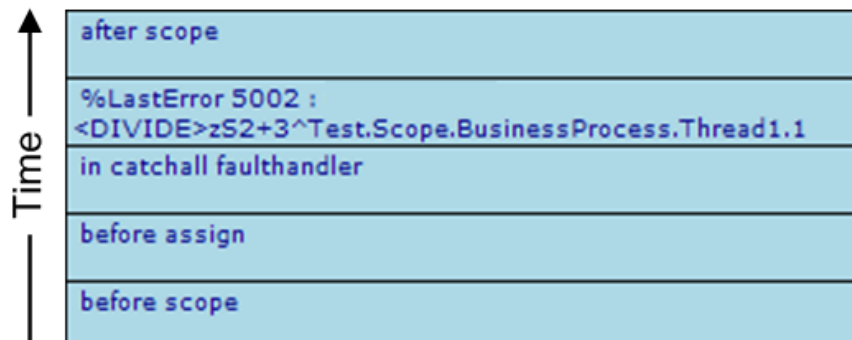 Time
after scope
%LastError 5002 :
<DIVIDE>zS2+3^Test.Scope.BusinessProcess.Thread1.1
in catchall faulthandler
before assign
before scope